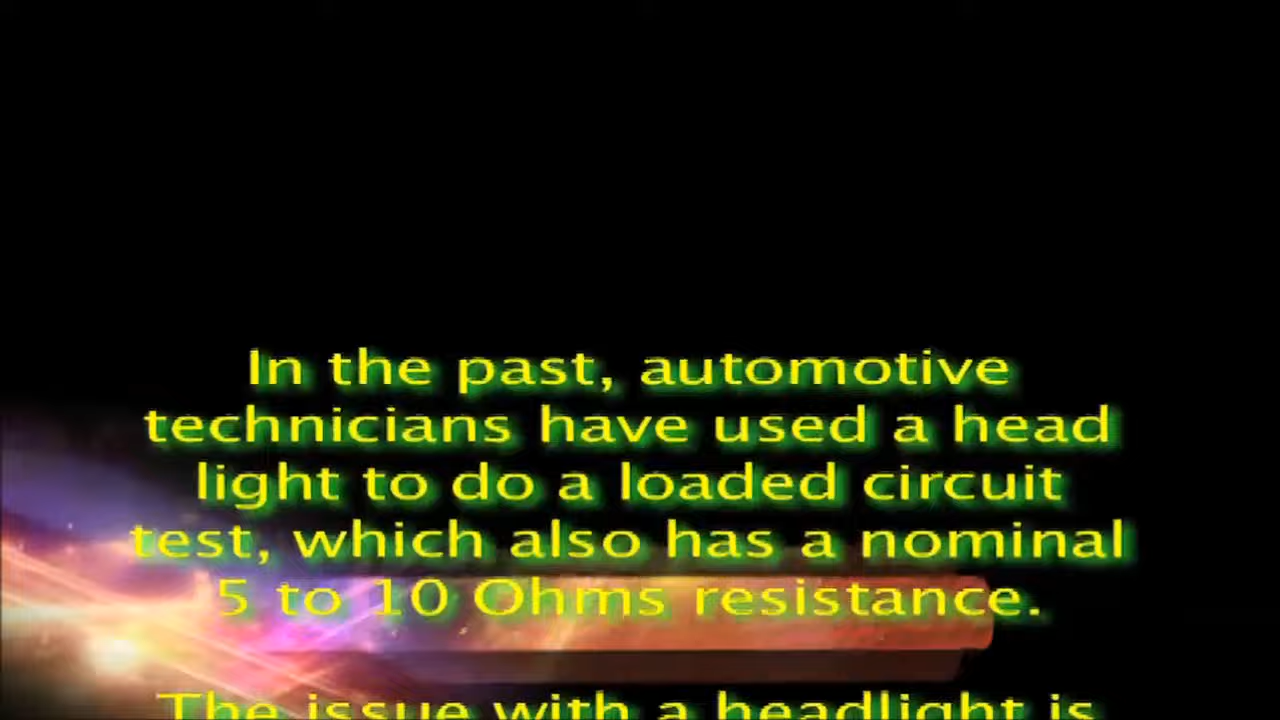 In the past, automotive
technicians have used a head
light to do a loaded circuit
test, which also has a nominal
5 to 10 Ohms resistance.
The issue with a headlight is